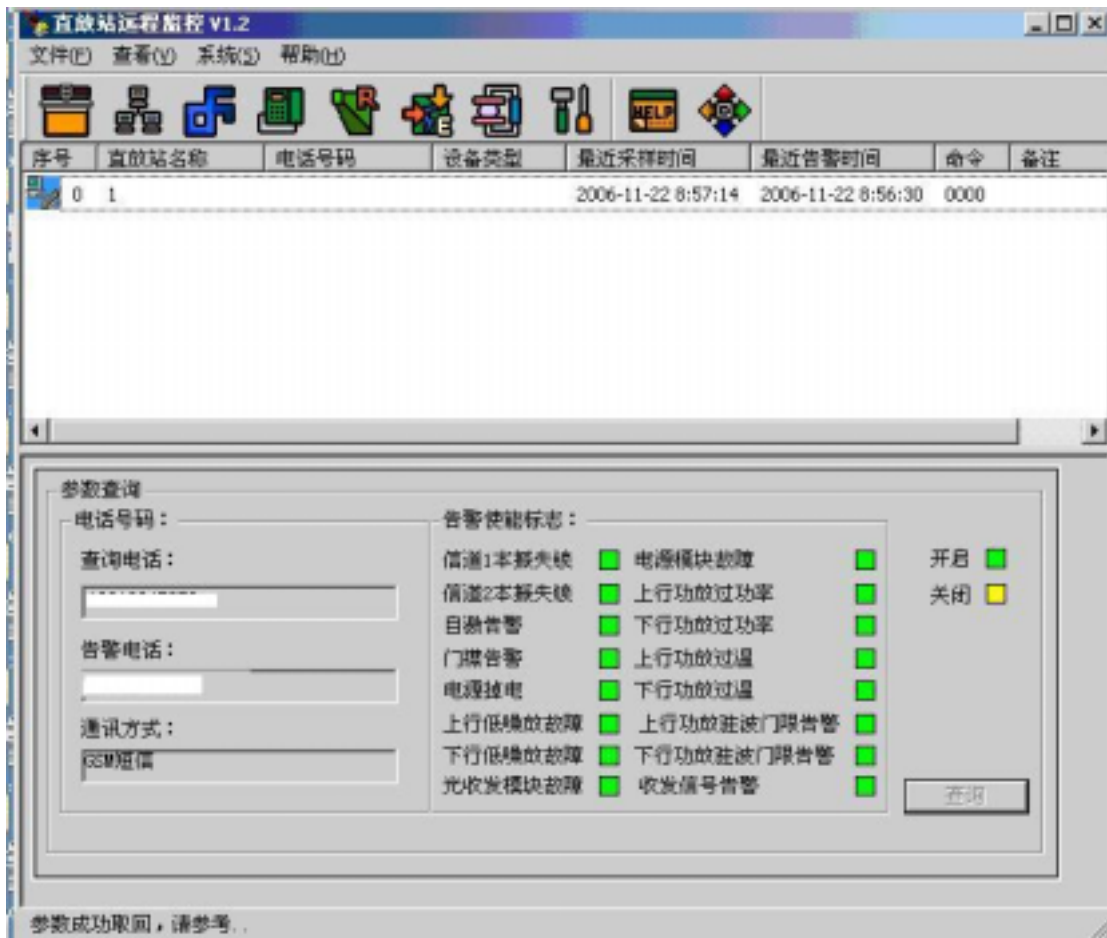 直放站远程监控 V1.2
文件(F) 查看(V) 系统(S) 帮助(H)
HELP
序号 直放站名称 电话号码 设备类型 最近采样时间 最近告警时间 命令 备注
0 1 2006-11-22 8:57:14 2006-11-22 8:56:30 0000
参数查询
电话号码： 告警使能标志：
查询电话： 信道1本振失锁 电源模块故障 开启
信道2本振失锁 上行功放过功率 关闭
自激告警 下行功放过功率
告警电话： 门禁告警 上行功放过温
电源掉电 下行功放过温
通讯方式： 上行低噪放故障 上行功放驻波门限告警
GSM短信 下行低噪放故障 下行功放驻波门限告警
光收发模块故障 收发信号告警 查询
参数成功取回，请参考..